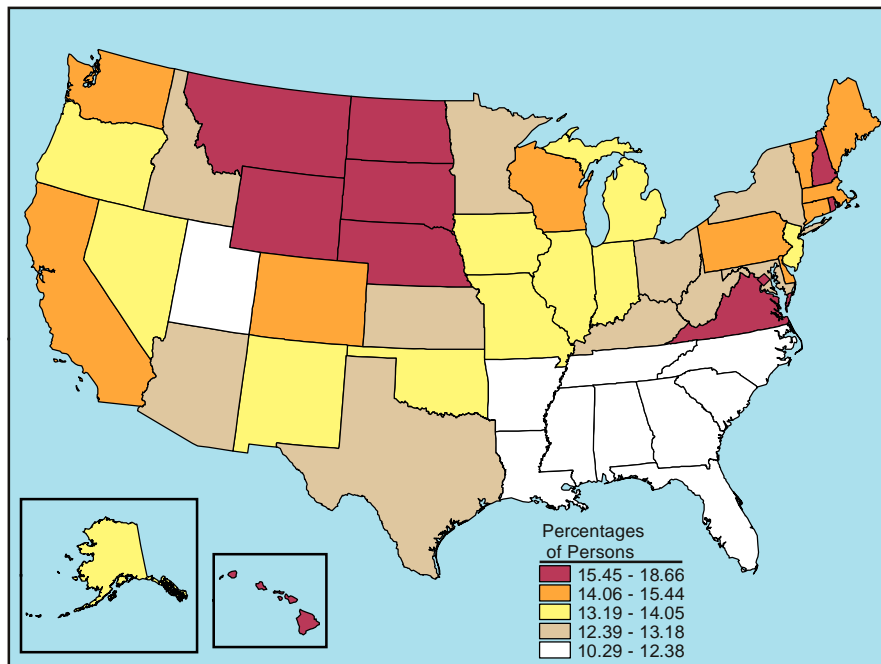 Percentages
of Persons
15.45 - 18.66
14.06 - 15.44
13.19 - 14.05
12.39 - 13.18
10.29 - 12.38